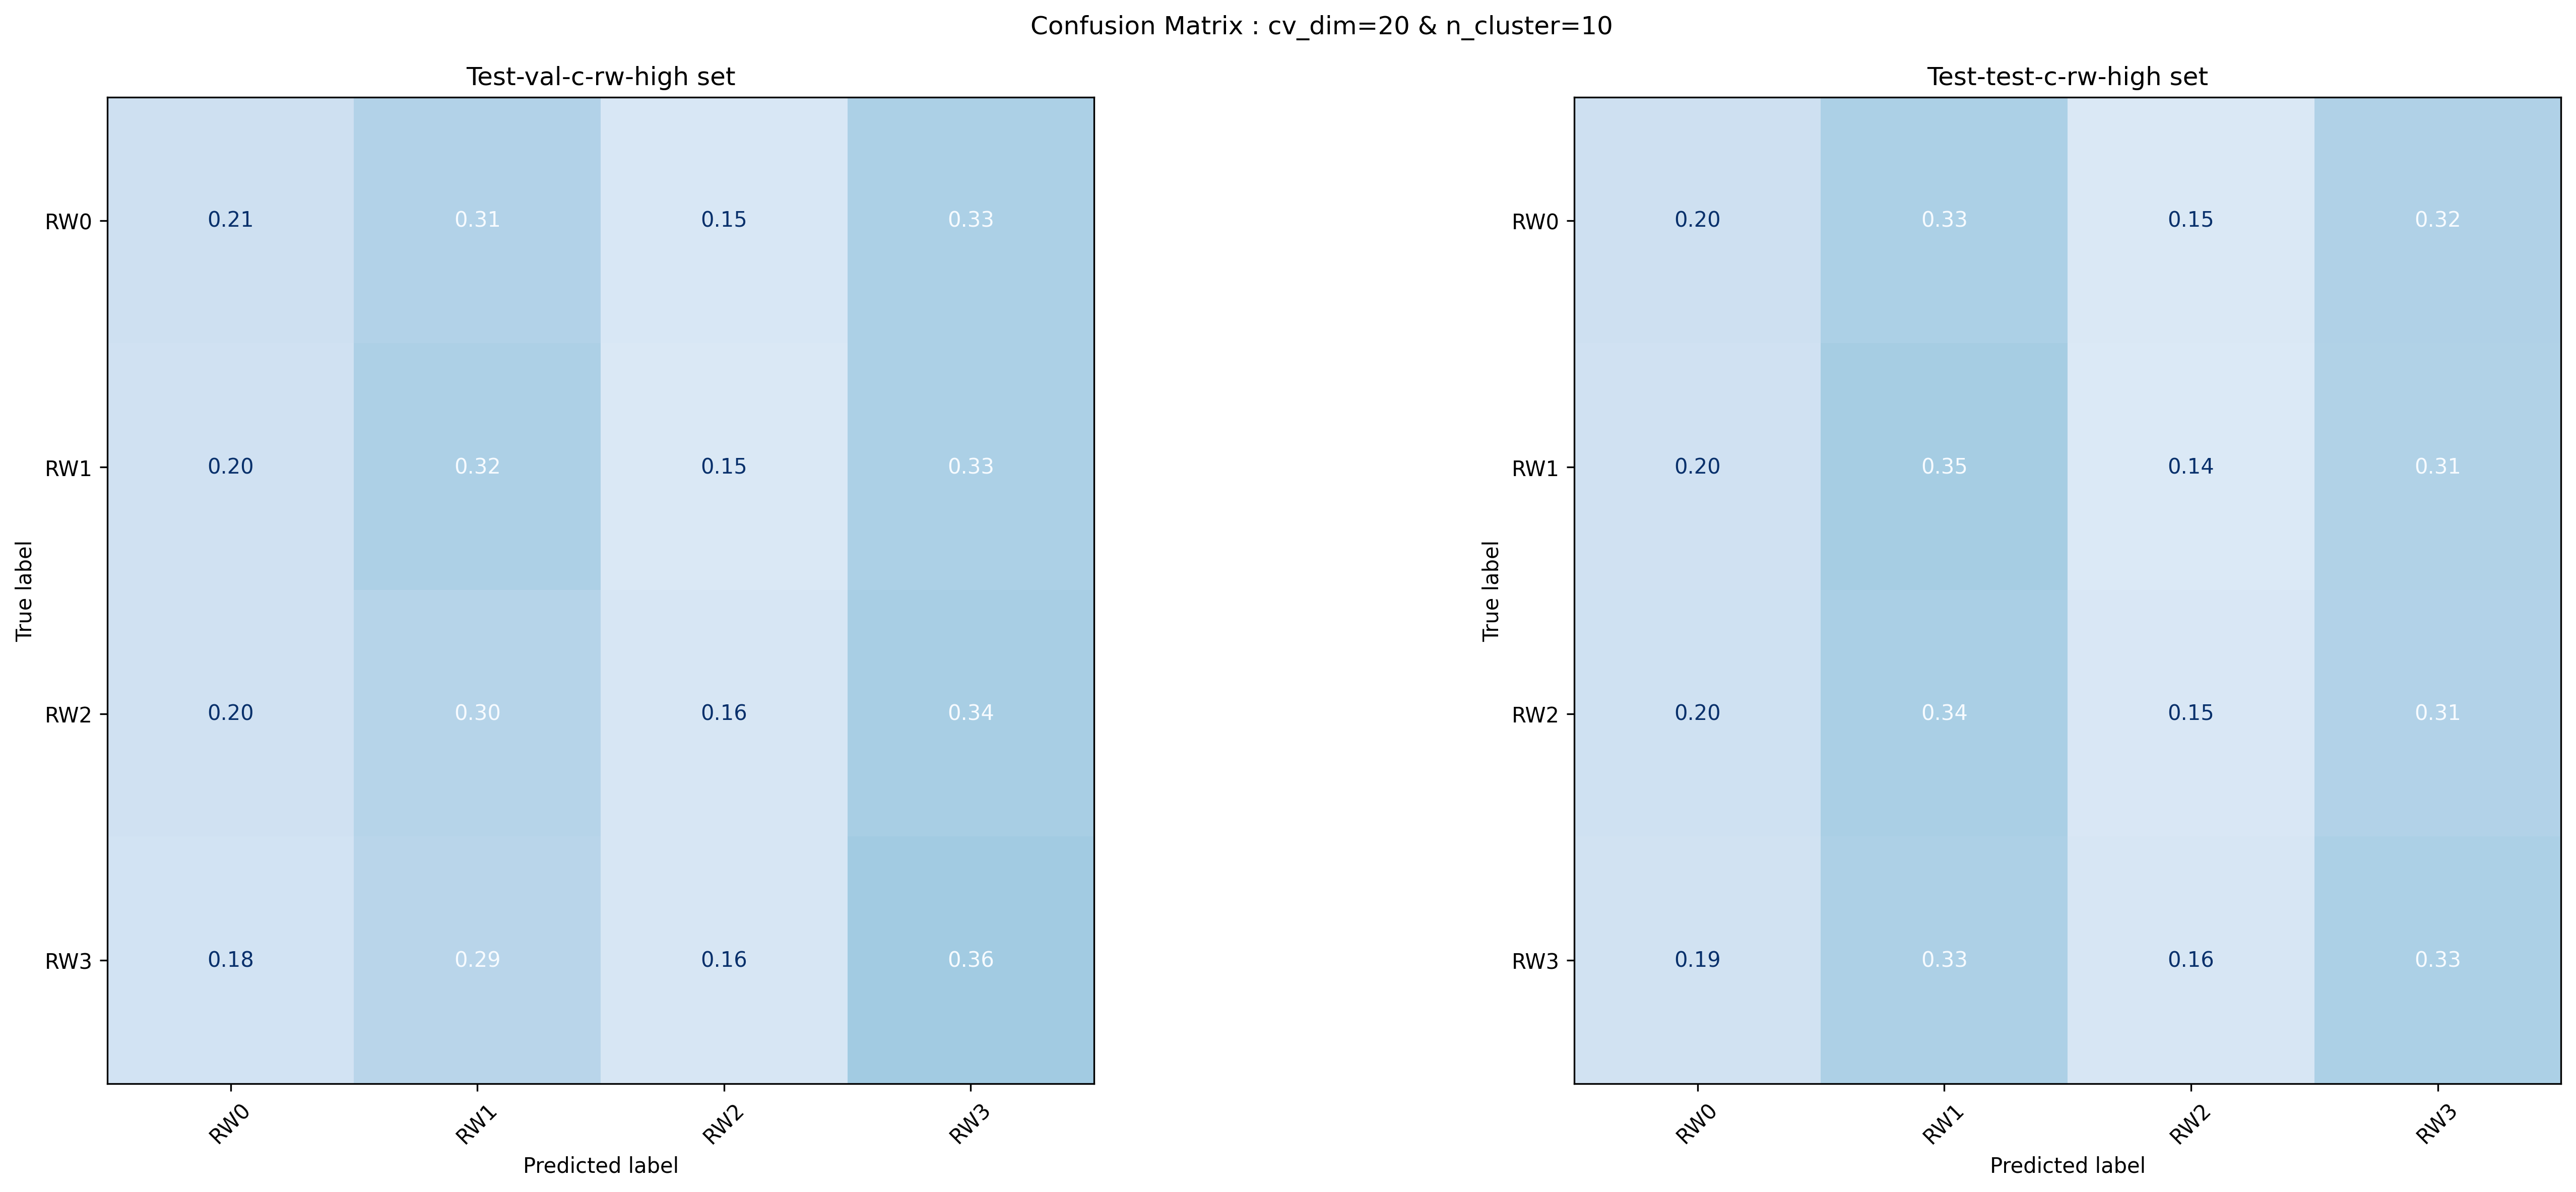 Confusion Matrix : cv_dim=20 & n_cluster=10
Test-val-c-rw-high set
True label
RW0 0.21 0.31 0.15 0.33
RW1 0.20 0.32 0.15 0.33
RW2 0.20 0.30 0.16 0.34
RW3 0.18 0.29 0.16 0.36
RW0 RW1 RW2 RW3
Predicted label
Test-test-c-rw-high set
True label
RW0 0.20 0.33 0.15 0.32
RW1 0.20 0.35 0.14 0.31
RW2 0.20 0.34 0.15 0.31
RW3 0.19 0.33 0.16 0.33
RW0 RW1 RW2 RW3
Predicted label